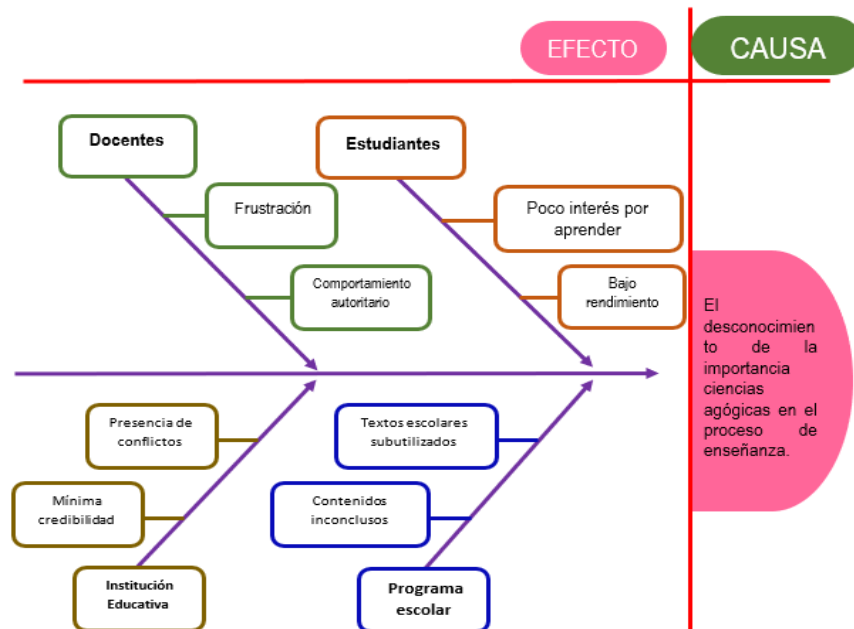 EFECTO
CAUSA
Docentes
Estudiantes
Frustración
Poco interés por
aprender
Comportamiento
autoritario
Bajo
rendimiento
El
desconocimien
to de la
importancia
ciencias
agógicas en el
proceso de
enseñanza.
Presencia de
conflictos
Textos escolares
subutilizados
Mínima
credibilidad
Contenidos
inconclusos
Institución
Educativa
Programa
escolar